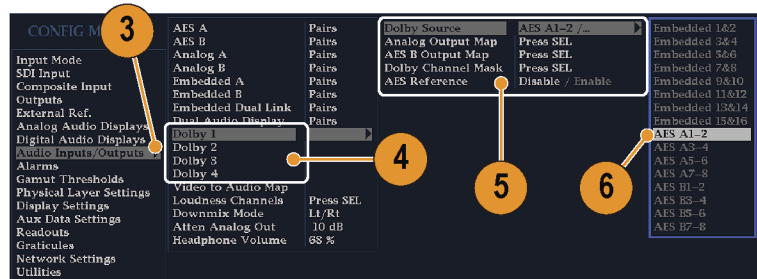 CONFIG M
Input Mode
SDI Input
Composite Input
Outputs
External Ref.
Analog Audio Displays
Digital Audio Displays
Audio Inputs/Outputs
Alarms
Gamut Thresholds
Physical Layer Settings
Display Settings
Aux Data Settings
Readouts
Graticules
Network Settings
Utilities
3
AES A Pairs
AES B Pairs
Analog A Pairs
Analog B Pairs
Embedded A Pairs
Embedded B Pairs
Embedded Dual Link Pairs
Dual Audio Display Pairs
Dolby 1
Dolby 2
Dolby 3
Dolby 4
Video to Audio Map
Loudness Channels Press SEL
Downmix Mode Lt/Rt
Atten Analog Out 10 dB
Headphone Volume 68 %
4
Dolby Source AES A1-2 /...
Analog Output Map Press SEL
AES B Output Map Press SEL
Dolby Channel Mask Press SEL
AES Reference Disable / Enable
5
Embedded 1&2
Embedded 3&4
Embedded 5&6
Embedded 7&8
Embedded 9&10
Embedded 11&12
Embedded 13&14
Embedded 15&16
AES A1-2
AES A3-4
AES A5-6
AES A7-8
AES B1-2
AES B3-4
AES B5-6
AES B7-8
6